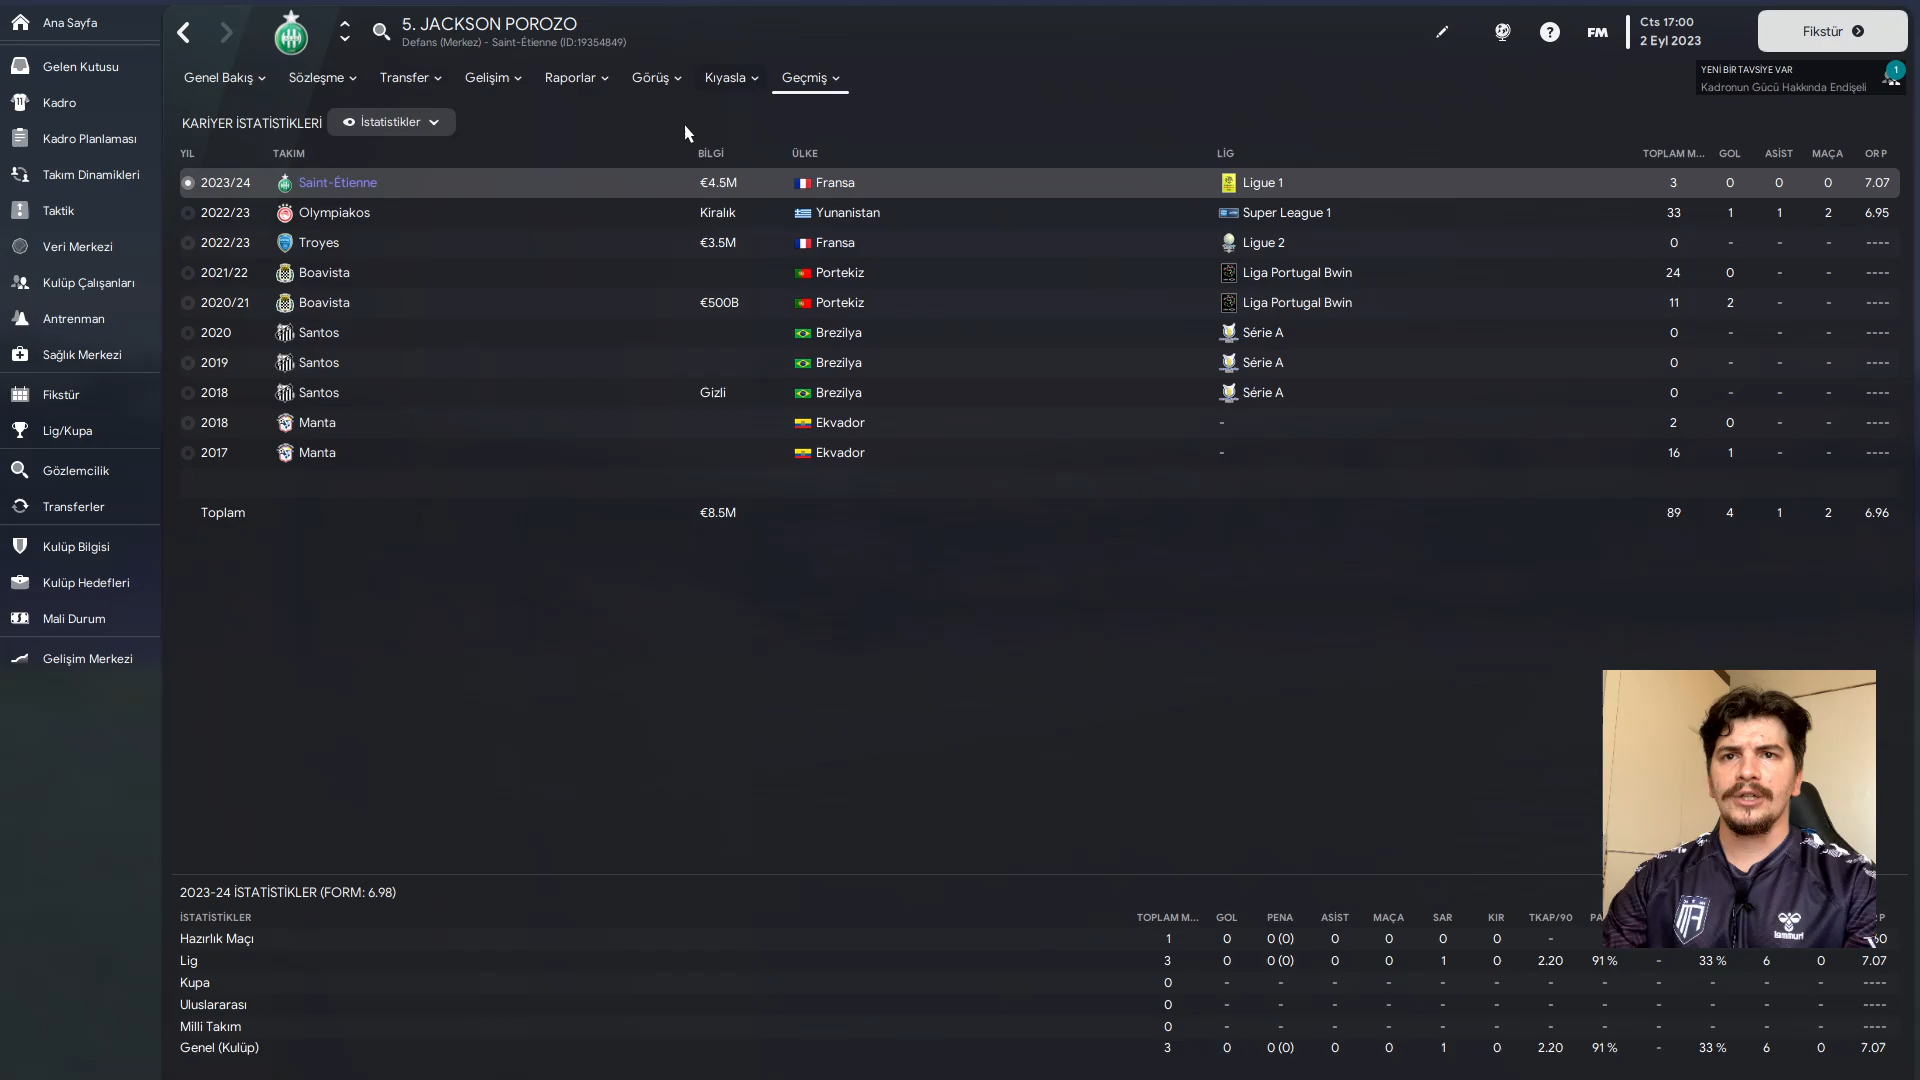 Ana Sayfa
Gelen Kutusu
Kadro
Kadro Planlaması
Takım Dinamikleri
Taktik
Veri Merkezi
Kulüp Çalışanları
Antrenman
Sağlık Merkezi
Fikstür
Lig/Kupa
Gözlemcilik
Transferler
Kulüp Bilgisi
Kulüp Hedefleri
Mali Durum
Gelişim Merkezi
5. JACKSON POROZO
Defans (Merkez) - Saint-Étienne (ID:19354849)
FM
Cts 17:00
2 Eyl 2023
Fikstür
Genel Bakış Sözleşme Transfer Gelişim Raporlar Görüş Kıyasla Geçmiş
YENİ BİR TAVSİYE VAR
Kadronun Gücü Hakkında Endişeli
1
KARİYER İSTATİSTİKLERİ İstatistikler
YIL TAKIM BİLGİ ÜLKE LİG TOPLAM M... GOL ASİST MAÇA OR P
2023/24 Saint-Étienne €4.5M Fransa Ligue 1 3 0 0 0 7.07
2022/23 Olympiakos Kiralık Yunanistan Super League 1 33 1 1 2 6.95
2022/23 Troyes €3.5M Fransa Ligue 2 0 - - - ----
2021/22 Boavista Portekiz Liga Portugal Bwin 24 0 - - ----
2020/21 Boavista €500B Portekiz Liga Portugal Bwin 11 2 - - ----
2020 Santos Brezilya Série A 0 - - - ----
2019 Santos Brezilya Série A 0 - - - ----
2018 Santos Gizli Brezilya Série A 0 - - - ----
2018 Manta Ekvador - 2 0 - - ----
2017 Manta Ekvador - 16 1 - - ----
Toplam €8.5M 89 4 1 2 6.96
2023-24 İSTATİSTİKLER (FORM: 6.98)
İSTATİSTİKLER TOPLAM M... GOL PENA ASİST MAÇA SAR KIR TKAP/90
Hazırlık Maçı 1 0 0 (0) 0 0 0 0 -
Lig 3 0 0 (0) 0 0 1 0 2.20 91% - 33 % 6 0 7.07
Kupa 0 - - - - - - - - - - - - ----
Uluslararası 0 - - - - - - - - - - - - ----
Milli Takım 0 - - - - - - - - - - - - ----
Genel (Kulüp) 3 0 0 (0) 0 0 1 0 2.20 91% - 33 % 6 0 7.07